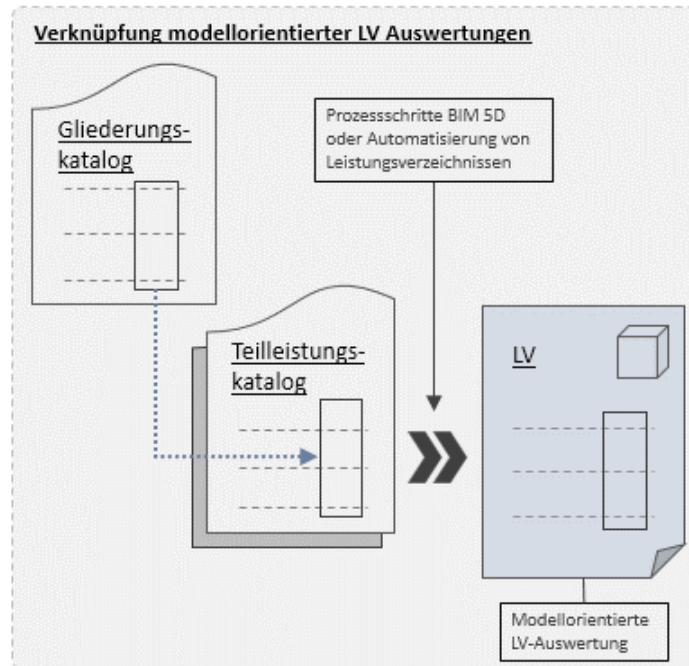 Verknüpfung modellorientierter LV Auswertungen
Gliederungs-
katalog
Prozessschritte BIM 5D
oder Automatisierung von
Leistungsverzeichnissen
Teilleistungs-
katalog
LV
Modellorientierte
LV-Auswertung